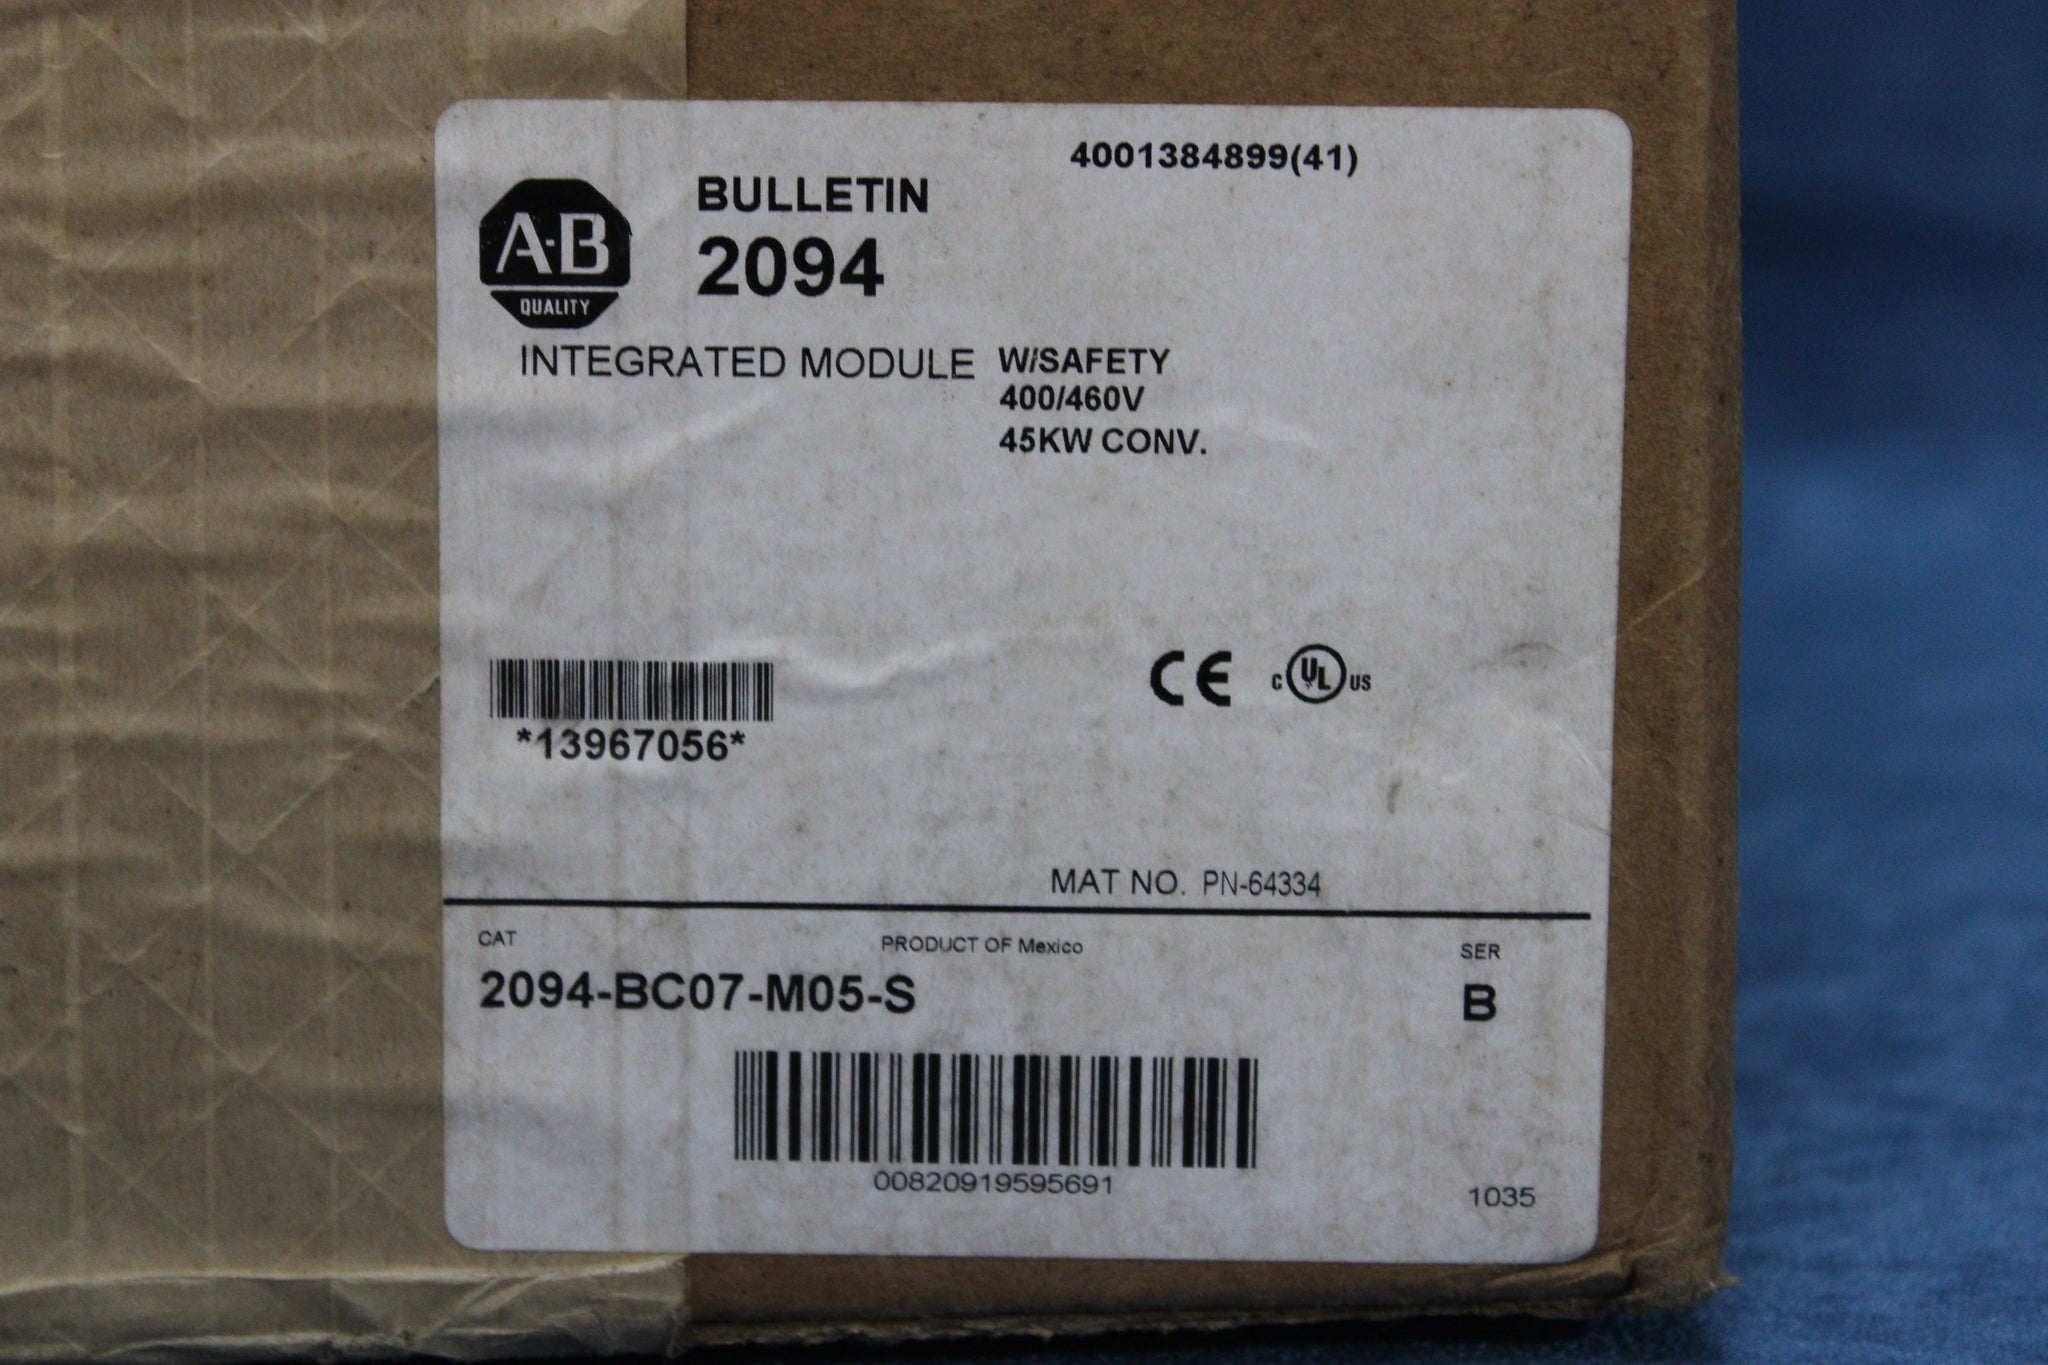 4001384899(41)
A-B
QUALITY
BULLETIN
2094
INTEGRATED MODULE W/SAFETY
400/460V
45KW CONV.
*13967056*
CE
C UL US
MAT NO. PN-64334
CAT PRODUCT OF Mexico SER
2094-BC07-M05-S B
00820919595691
1035